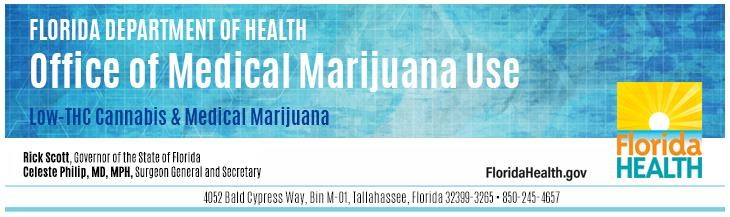 FLORIDA DEPARTMENT OF HEALTH
Office of Medical Marijuana Use
Low-THC Cannabis & Medical Marijuana
Florida
HEALTH
Rick Scott, Governor of the State of Florida
Celeste Philip, MD, MPH, Surgeon General and Secretary
FloridaHealth.gov
4052 Bald Cypress Way, Bin M-01, Tallahassee, Florida 32399-3265 • 850-245-4657